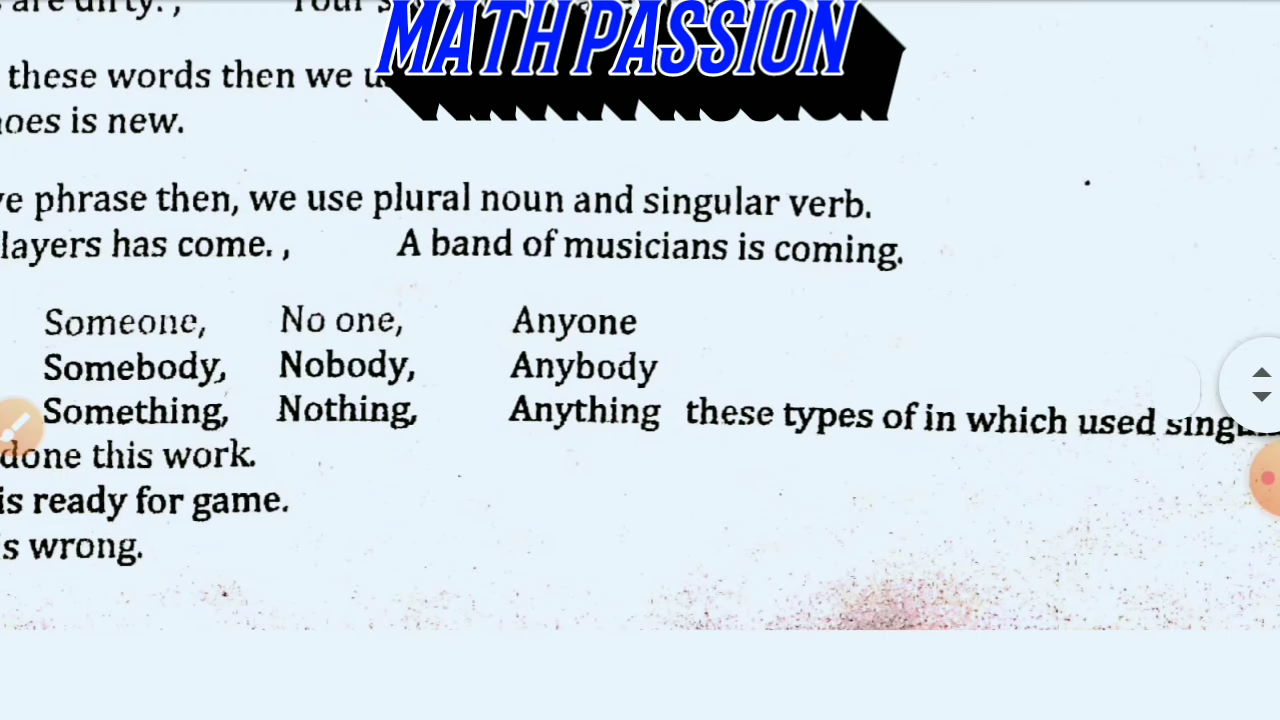 are dirty. ,
MATH PASSION
these words then we
is new.
phrase then, we use plural noun and singular verb.
has come. , A band of musicians is coming.
Someone, No one, Anyone
Somebody, Nobody, Anybody
Something, Nothing, Anything these types of in which used
done this work.
is ready for game.
wrong.